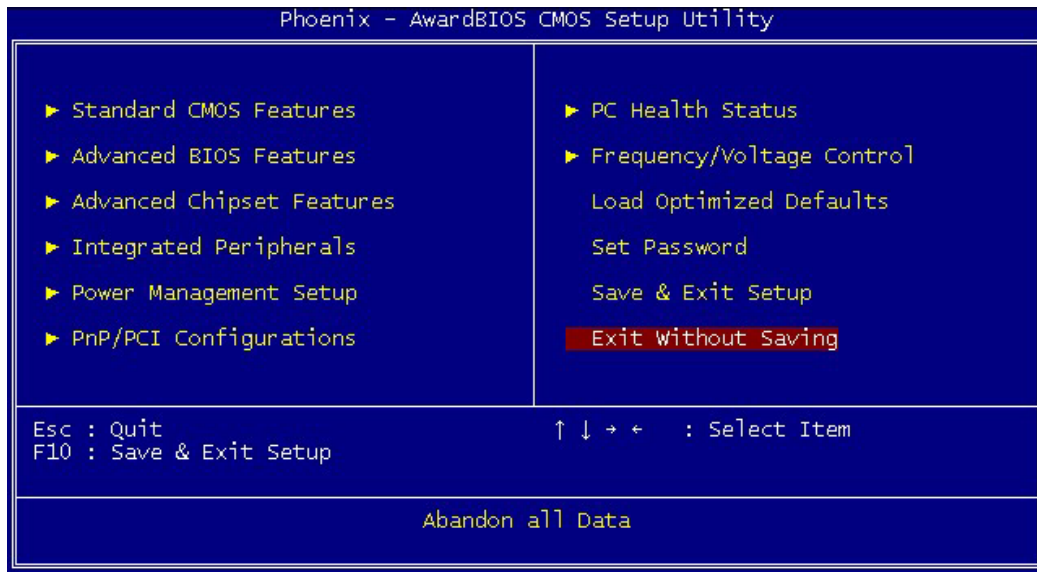 Phoenix - AwardBIOS CMOS Setup Utility
► Standard CMOS Features
► Advanced BIOS Features
► Advanced Chipset Features
► Integrated Peripherals
► Power Management Setup
► PnP/PCI Configurations
► PC Health Status
► Frequency/Voltage Control
Load Optimized Defaults
Set Password
Save & Exit Setup
Exit Without Saving
Esc : Quit
F10 : Save & Exit Setup
↑ ↓ → ← : Select Item
Abandon all Data